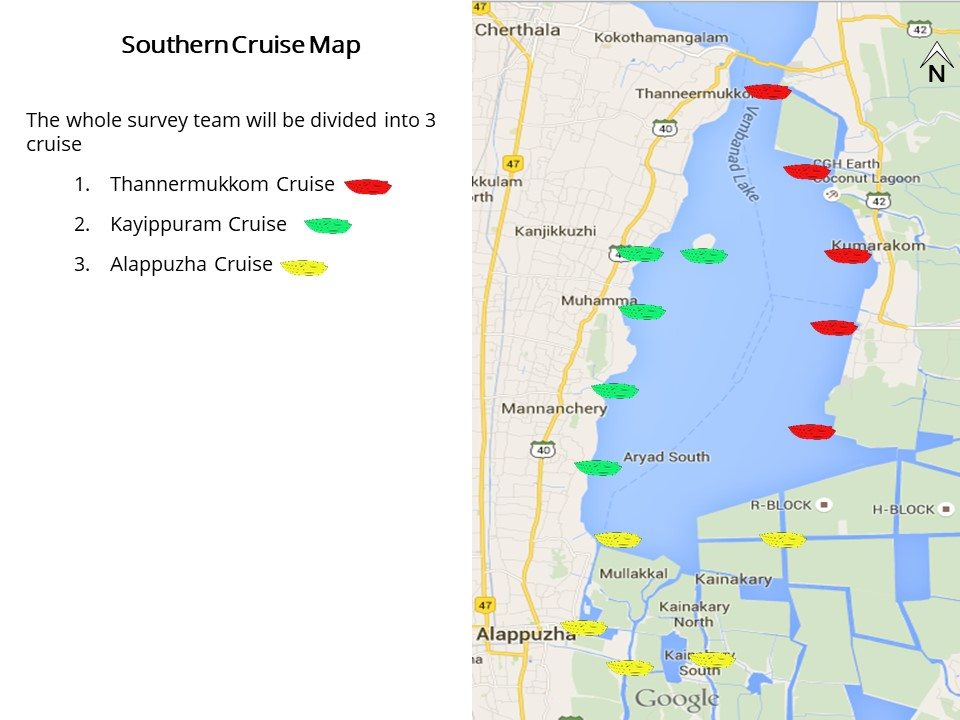 Southern Cruise Map
The whole survey team will be divided into 3
cruise
1. Thannermukkom Cruise
2. Kayippuram Cruise
3. Alappuzha Cruise
47
Cherthala
Kokothamangalam
42
N
Thanneermukko
40
Vembanad Lake
47
CGH Earth
Coconut Lagoon
kkulam
rth
42
Kanjikkuzhi
Kumarakom
Muhamma
Mannanchery
40
Aryad South
R-BLOCK
H-BLOCK
Mullakkal
Kainakary
47
Kainakary
North
Alappuzha
na
South
Google